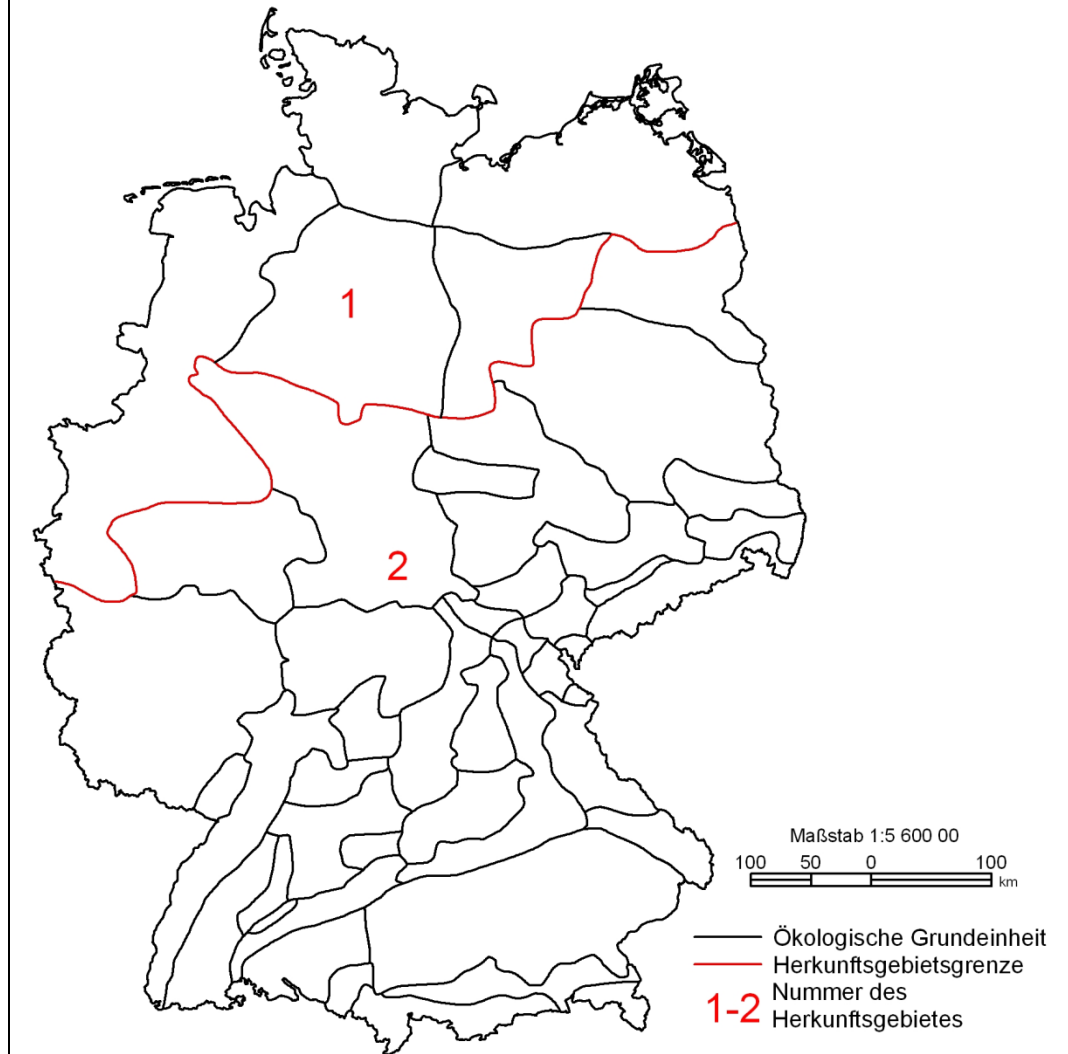 1
2
Maßstab 1:5 600 00
100 50 0 100
km
Ökologische Grundeinheit
Herkunftsgebietsgrenze
1-2 Nummer des
Herkunftsgebietes